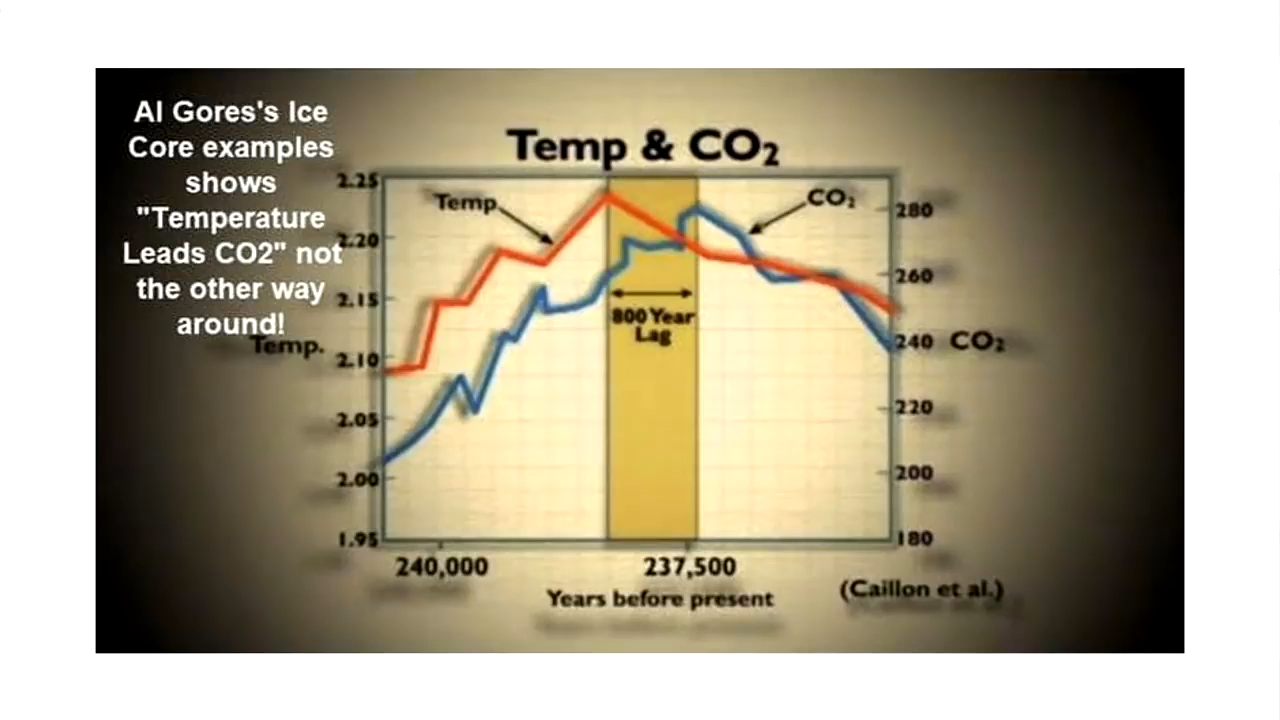 Al Gores's Ice
Core examples
shows
"Temperature
Leads CO2" not
the other way
around!
Temp & CO₂
2.25
2.20
2.15
2.10
2.05
2.00
1.95
Temp.
Temp
CO₂
800 Year
Lag
280
260
240
220
200
180
CO₂
240,000
237,500
Years before present
(Caillon et al.)